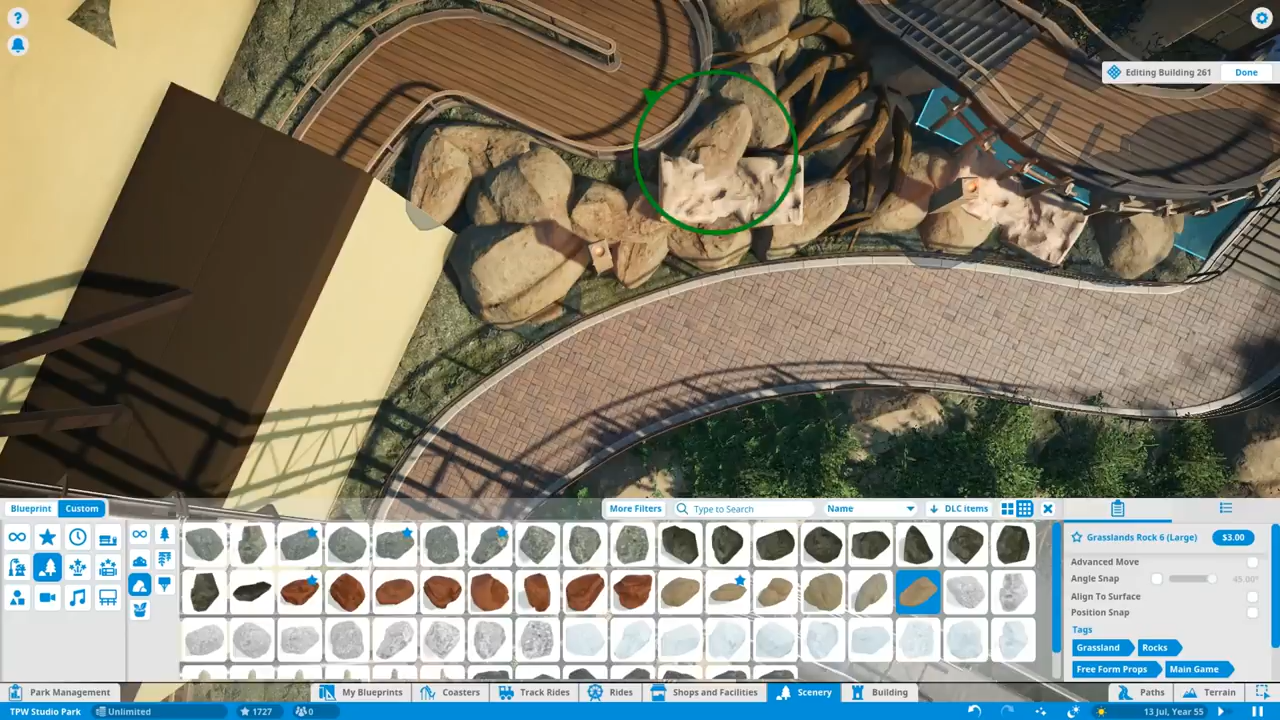 ?
Editing Building 261
Done
Blueprint
Custom
More Filters
Type to Search
Name
DLC items
Grasslands Rock 6 (Large)
$3.00
Advanced Move
Angle Snap
45.00°
Align To Surface
Position Snap
Tags
Grassland
Rocks
Free Form Props
Main Game
Park Management
My Blueprints
Coasters
Track Rides
Rides
Shops and Facilities
Scenery
Building
Paths
Terrain
TPW Studio Park
Unlimited
1727
0
13 Jul, Year 55